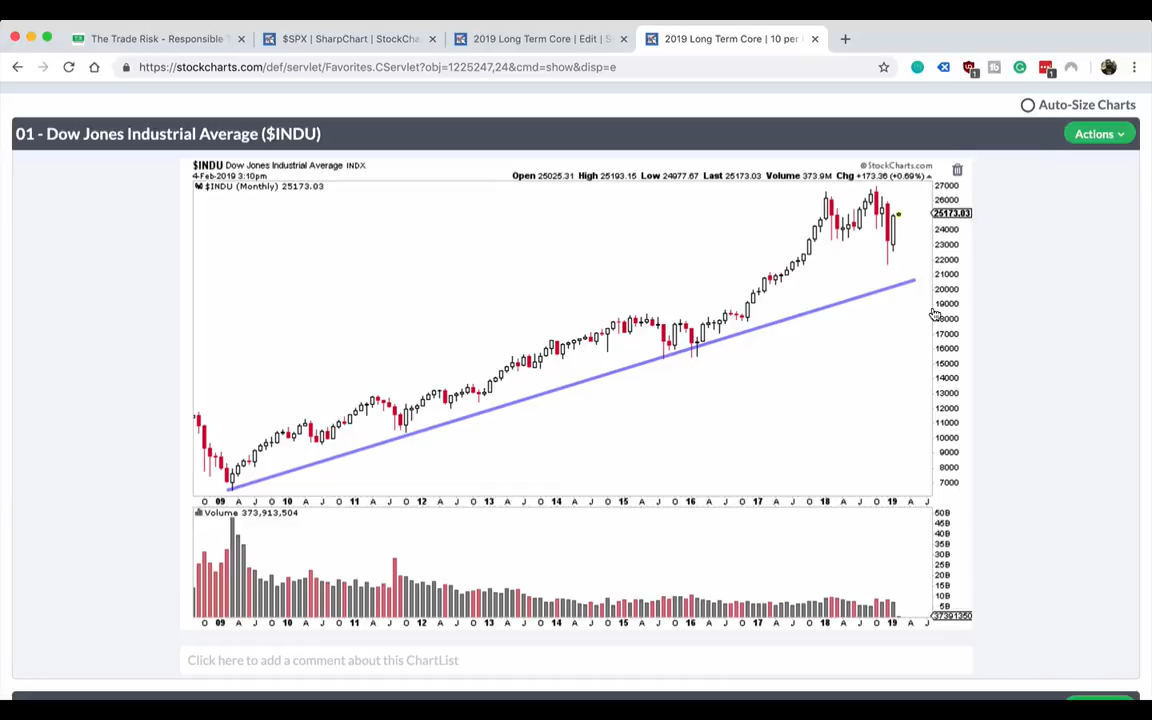 The Trade Risk - Responsible
$SPX | SharpChart | StockCha
2019 Long Term Core | Edit | S
2019 Long Term Core | 10 per
https://stockcharts.com/def/servlet/Favorites.CServlet?obj=1225247,24&cmd=show&disp=e
Auto-Size Charts
01 - Dow Jones Industrial Average ($INDU)
Actions
$INDU Dow Jones Industrial Average INDX
© StockCharts.com
4-Feb-2019 3:10pm
Open 25025.31 High 25193.15 Low 24977.67 Last 25173.03 Volume 373.9M Chg +173.36 (+0.69%)
$INDU (Monthly) 25173.03
27000
26000
25173.03
24000
23000
22000
21000
20000
19000
18000
17000
16000
15000
14000
13000
12000
11000
10000
9000
8000
7000
O 09 A J O 10 A J O 11 A J O 12 A J O 13 A J O 14 A J O 15 A J O 16 A J O 17 A J O 18 A J O 19 A J
Volume 373,913,504
50B
45B
40B
35B
30B
25B
20B
15B
10B
5B
O 09 A J O 10 A J O 11 A J O 12 A J O 13 A J O 14 A J O 15 A J O 16 A J O 17 A J O 18 A J O 19 A J
Click here to add a comment about this ChartList